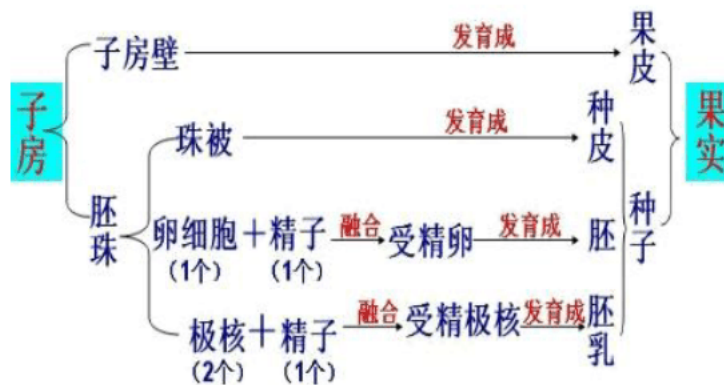 子房壁 发育成 果皮
子房
珠被 发育成 种皮
果实
胚珠
卵细胞+精子 融合 受精卵 发育成 胚
种子
(1个) (1个)
极核+精子 融合 受精极核 发育成 胚乳
(2个) (1个)